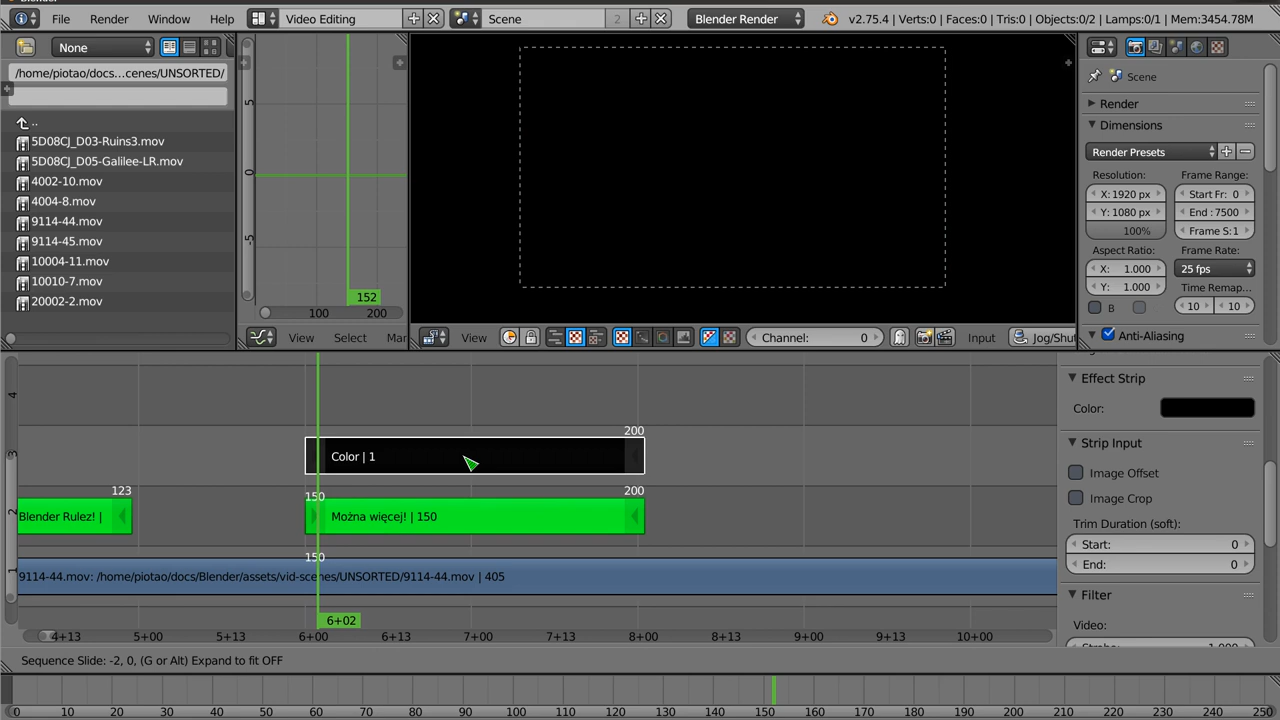 Blender
File Render Window Help Video Editing Scene 2 Blender Render v2.75.4 | Verts:0 | Faces:0 | Tris:0 | Objects:0/2 | Lamps:0/1 | Mem:3454.78M
None
/home/piotao/docs...cenes/UNSORTED/
..
5D08CJ_D03-Ruins3.mov
5D08CJ_D05-Galilee-LR.mov
4002-10.mov
4004-8.mov
9114-44.mov
9114-45.mov
10004-11.mov
10010-7.mov
20002-2.mov
5
0
-5
152
100 200
View Select Mar
View Channel: 0 Input Jog/Shut
Scene
Render
Dimensions
Render Presets
Resolution: Frame Range:
X: 1920 px Start Fr: 0
Y: 1080 px End : 7500
100% Frame S:1
Aspect Ratio: Frame Rate:
X: 1.000 25 fps
Y: 1.000 Time Remap...
B 10 10
Anti-Aliasing
4
3
2
1
200
Color | 1
123 150 200
Blender Rulez! | Można więcej! | 150
150
9114-44.mov: /home/piotao/docs/Blender/assets/vid-scenes/UNSORTED/9114-44.mov | 405
6+02
4+13 5+00 5+13 6+00 6+13 7+00 7+13 8+00 8+13 9+00 9+13 10+00
Effect Strip
Color:
Strip Input
Image Offset
Image Crop
Trim Duration (soft):
Start: 0
End: 0
Filter
Video:
Sequence Slide: -2, 0, (G or Alt) Expand to fit OFF
0 10 20 30 40 50 60 70 80 90 100 110 120 130 140 150 160 170 180 190 200 210 220 230 240 250